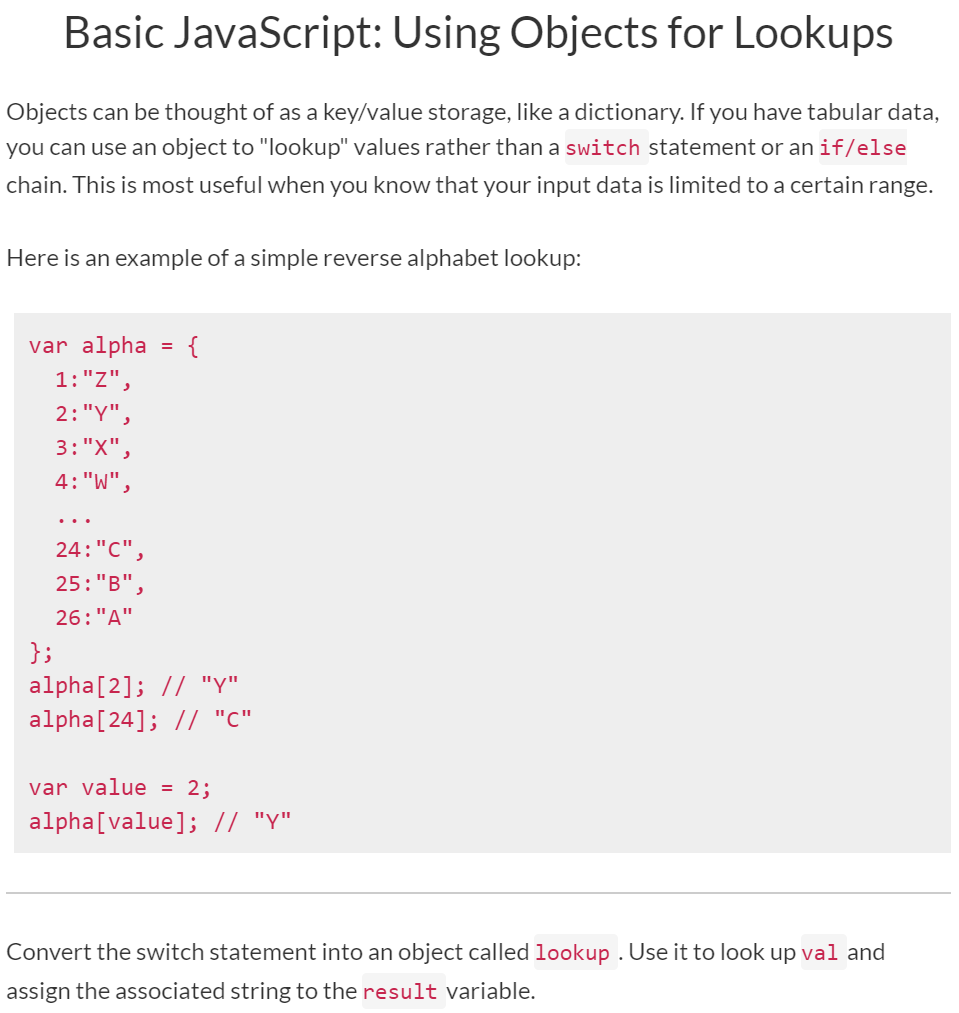 Basic JavaScript: Using Objects for Lookups
Objects can be thought of as a key/value storage, like a dictionary. If you have tabular data,
you can use an object to "lookup" values rather than a switch statement or an if/else
chain. This is most useful when you know that your input data is limited to a certain range.
Here is an example of a simple reverse alphabet lookup:
var alpha = {
  1:"Z",
  2:"Y",
  3:"X",
  4:"W",
  ...
  24:"C",
  25:"B",
  26:"A"
};
alpha[2]; // "Y"
alpha[24]; // "C"
var value = 2;
alpha[value]; // "Y"
Convert the switch statement into an object called lookup. Use it to look up val and
assign the associated string to the result variable.